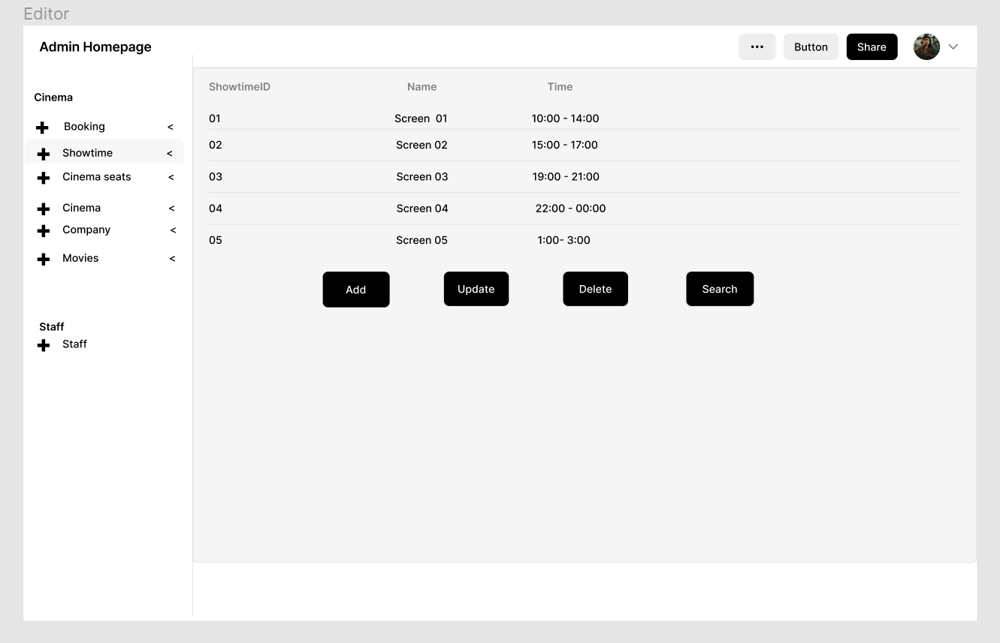 Editor
Admin Homepage
••• Button Share
Cinema
Booking <
Showtime <
Cinema seats <
Cinema <
Company <
Movies <
Staff
Staff
ShowtimeID Name Time
01 Screen 01 10:00 - 14:00
02 Screen 02 15:00 - 17:00
03 Screen 03 19:00 - 21:00
04 Screen 04 22:00 - 00:00
05 Screen 05 1:00- 3:00
Add Update Delete Search